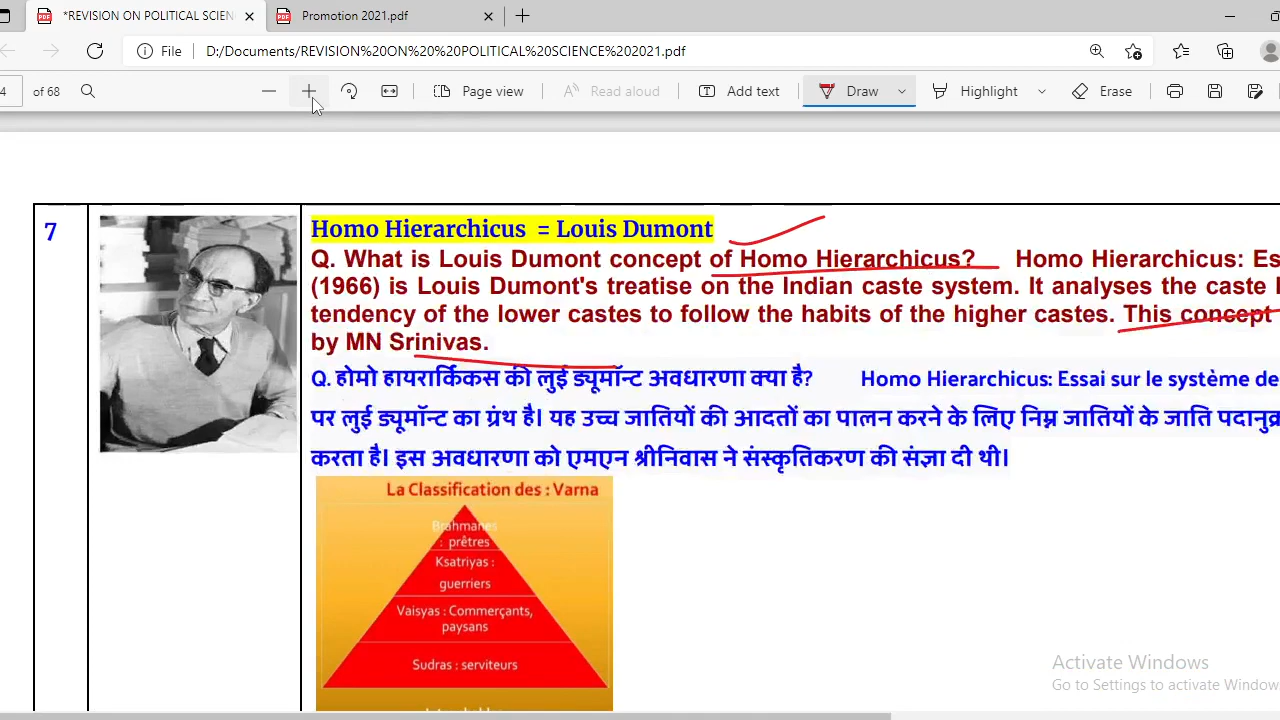 *REVISION ON POLITICAL SCIEN
Promotion 2021.pdf
File
D:/Documents/REVISION%20ON%20%20POLITICAL%20SCIENCE%202021.pdf
4 of 68
Page view
Read aloud
Add text
Draw
Highlight
Erase
7
Homo Hierarchicus = Louis Dumont
Q. What is Louis Dumont concept of Homo Hierarchicus? Homo Hierarchicus: Es
(1966) is Louis Dumont's treatise on the Indian caste system. It analyses the caste
tendency of the lower castes to follow the habits of the higher castes. This concept
by MN Srinivas.
Q. होमो हायरार्किकस की लुई ड्यूमॉन्ट अवधारणा क्या है? Homo Hierarchicus: Essai sur le système de
पर लुई ड्यूमॉन्ट का ग्रंथ है। यह उच्च जातियों की आदतों का पालन करने के लिए निम्न जातियों के जाति पदानुक्र
करता है। इस अवधारणा को एमएन श्रीनिवास ने संस्कृतिकरण की संज्ञा दी थी।
La Classification des : Varna
Brahmanes
: prêtres
Ksatriyas :
guerriers
Vaisyas : Commerçants,
paysans
Sudras : serviteurs
Activate Windows
Go to Settings to activate Window